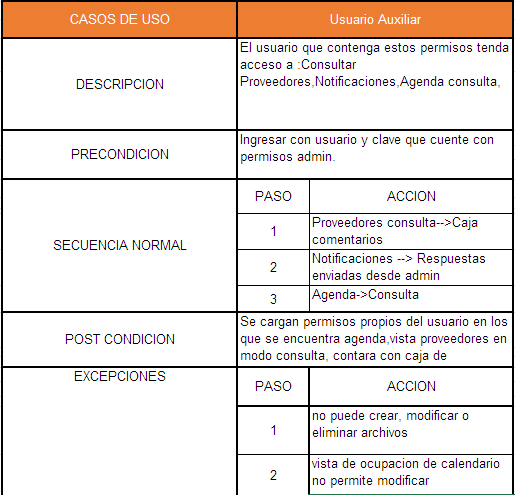 CASOS DE USO
Usuario Auxiliar
DESCRIPCION
El usuario que contenga estos permisos tenda
acceso a :Consultar
Proveedores,Notificaciones,Agenda consulta,
PRECONDICION
Ingresar con usuario y clave que cuente con
permisos admin.
SECUENCIA NORMAL
PASO
ACCION
1
Proveedores consulta-->Caja
comentarios
2
Notificaciones --> Respuestas
enviadas desde admin
3
Agenda->Consulta
POST CONDICION
Se cargan permisos propios del usuario en los
que se encuentra agenda,vista proveedores en
modo consulta, contara con caja de
EXCEPCIONES
PASO
ACCION
1
no puede crear, modificar o
eliminar archivos
2
vista de ocupacion de calendario
no permite modificar